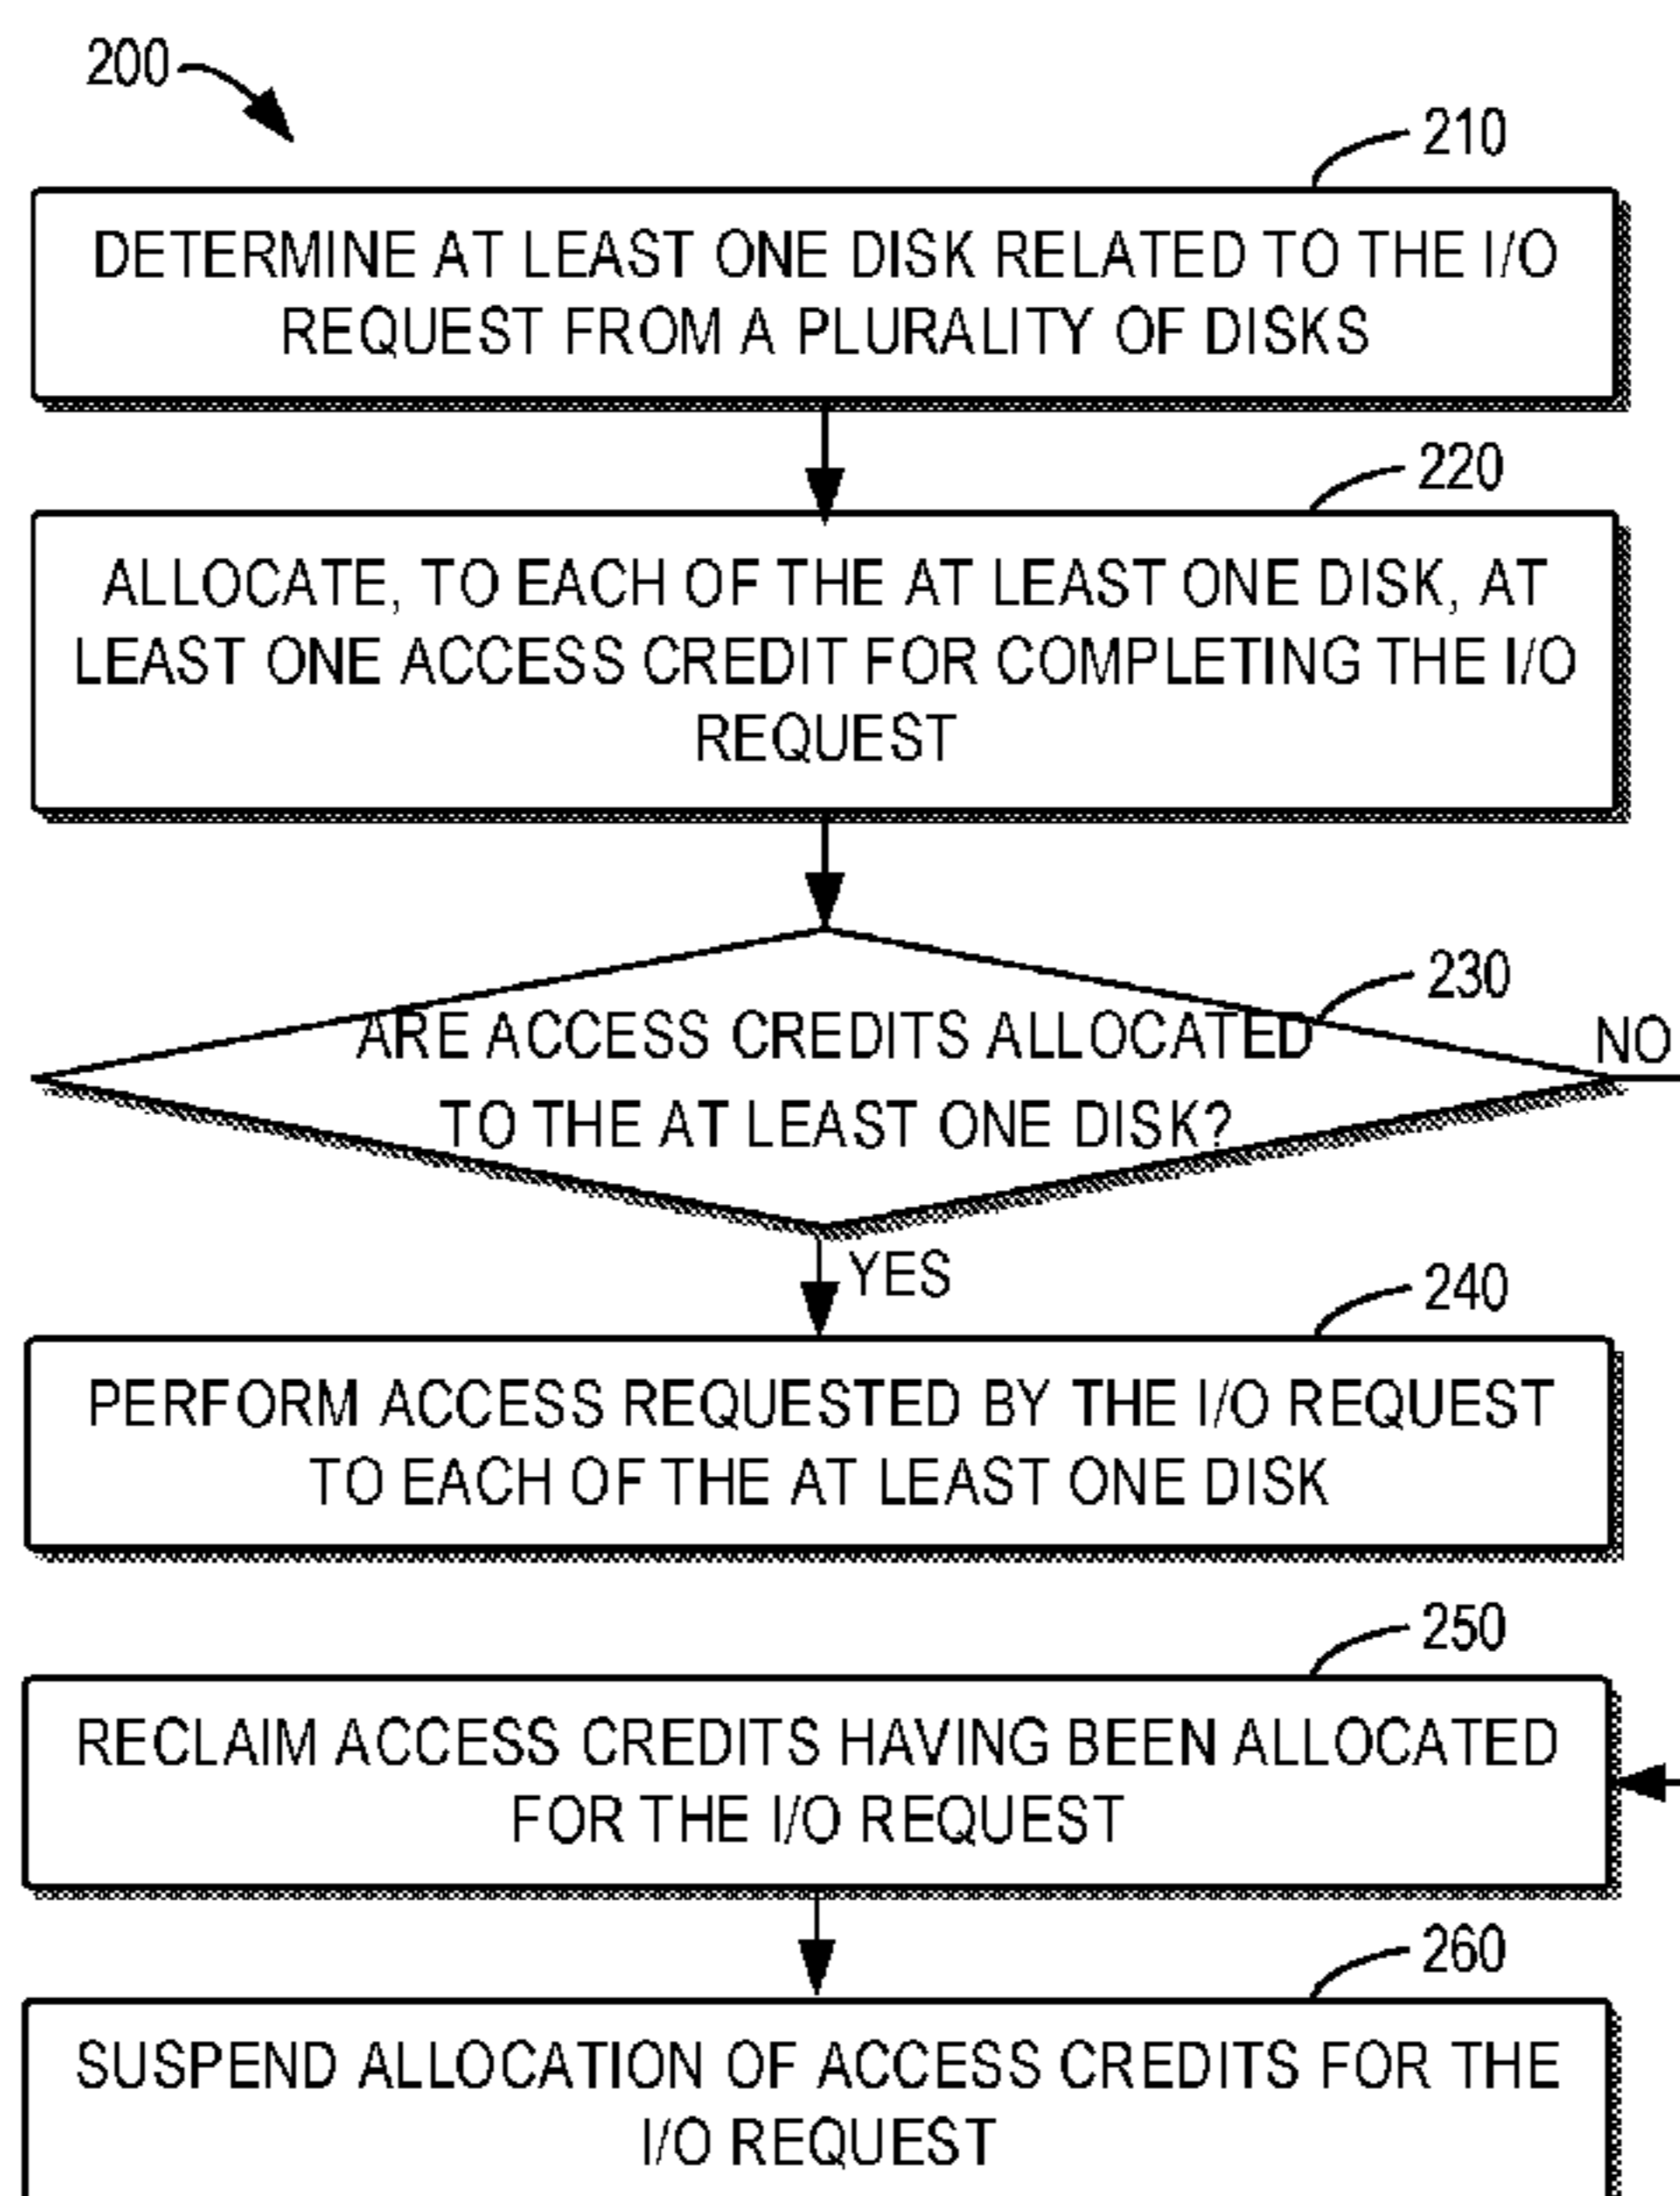 200
210
DETERMINE AT LEAST ONE DISK RELATED TO THE I/O
REQUEST FROM A PLURALITY OF DISKS
220
ALLOCATE, TO EACH OF THE AT LEAST ONE DISK, AT
LEAST ONE ACCESS CREDIT FOR COMPLETING THE I/O
REQUEST
230
ARE ACCESS CREDITS ALLOCATED
NO
TO THE AT LEAST ONE DISK?
YES
240
PERFORM ACCESS REQUESTED BY THE I/O REQUEST
TO EACH OF THE AT LEAST ONE DISK
250
RECLAIM ACCESS CREDITS HAVING BEEN ALLOCATED
FOR THE I/O REQUEST
260
SUSPEND ALLOCATION OF ACCESS CREDITS FOR THE
I/O REQUEST